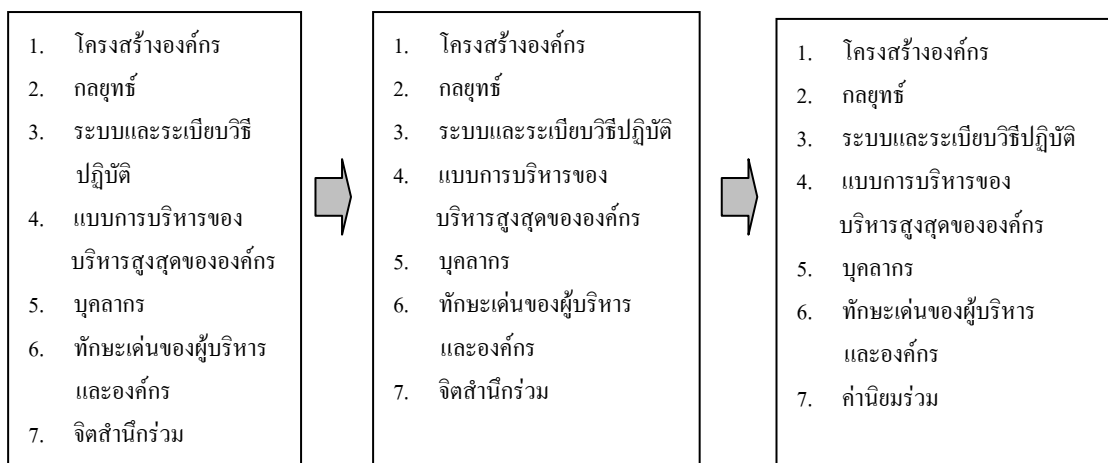 1. โครงสร้างองค์กร
2. กลยุทธ์
3. ระบบและระเบียบวิธี
ปฏิบัติ
4. แบบการบริหารของ
บริหารสูงสุดขององค์กร
5. บุคลากร
6. ทักษะเด่นของผู้บริหาร
และองค์กร
7. จิตสำนึกร่วม
1. โครงสร้างองค์กร
2. กลยุทธ์
3. ระบบและระเบียบวิธีปฏิบัติ
4. แบบการบริหารของ
บริหารสูงสุดขององค์กร
5. บุคลากร
6. ทักษะเด่นของผู้บริหาร
และองค์กร
7. จิตสำนึกร่วม
1. โครงสร้างองค์กร
2. กลยุทธ์
3. ระบบและระเบียบวิธีปฏิบัติ
4. แบบการบริหารของ
บริหารสูงสุดขององค์กร
5. บุคลากร
6. ทักษะเด่นของผู้บริหาร
และองค์กร
7. ค่านิยมร่วม